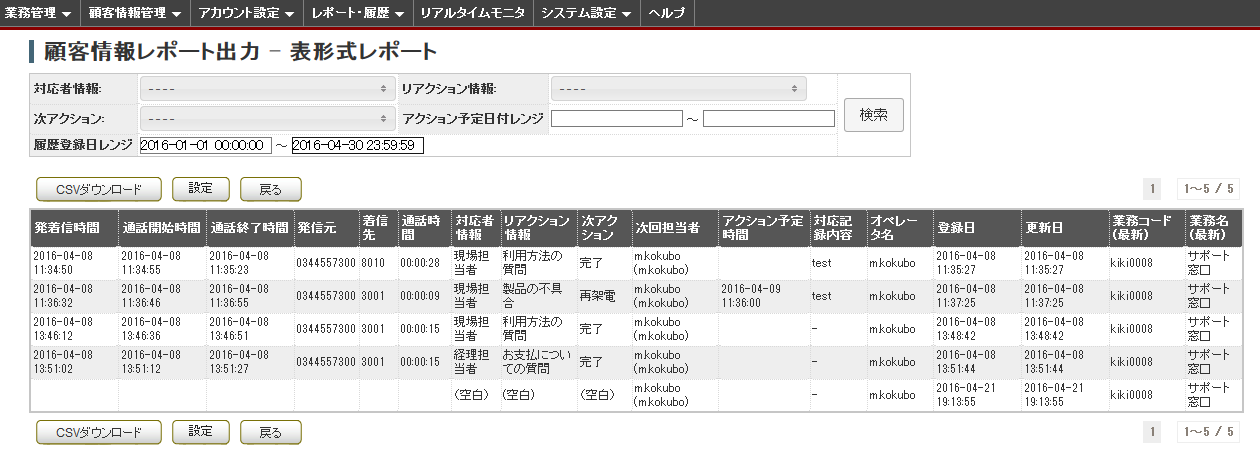 業務管理 顧客情報管理 アカウント設定 レポート・履歴 リアルタイムモニタ システム設定 ヘルプ
顧客情報レポート出力 - 表形式レポート
対応者情報: ---- リアクション情報: ----
次アクション: ---- アクション予定日付レンジ ～ 検索
履歴登録日レンジ 2016-01-01 00:00:00 ～ 2016-04-30 23:59:59
CSVダウンロード 設定 戻る 1 1～5 / 5
発着信時間 通話開始時間 通話終了時間 発信元 着信先 通話時間 対応者情報 リアクション情報 次アクション 次回担当者 アクション予定時間 対応記録内容 オペレータ名 登録日 更新日 業務コード(最新) 業務名(最新)
2016-04-08 11:34:50 2016-04-08 11:34:55 2016-04-08 11:35:23 0344557300 8010 00:00:28 現場担当者 利用方法の質問 完了 m.kokubo (m.kokubo) test m.kokubo 2016-04-08 11:35:27 2016-04-08 11:35:27 kiki0008 サポート窓口
2016-04-08 11:36:32 2016-04-08 11:36:46 2016-04-08 11:36:55 0344557300 3001 00:00:09 現場担当者 製品の不具合 再架電 m.kokubo (m.kokubo) 2016-04-09 11:36:00 test m.kokubo 2016-04-08 11:37:25 2016-04-08 11:37:25 kiki0008 サポート窓口
2016-04-08 13:46:12 2016-04-08 13:46:36 2016-04-08 13:46:51 0344557300 3001 00:00:15 現場担当者 利用方法の質問 完了 m.kokubo (m.kokubo) - m.kokubo 2016-04-08 13:48:42 2016-04-08 13:48:42 kiki0008 サポート窓口
2016-04-08 13:51:02 2016-04-08 13:51:12 2016-04-08 13:51:27 0344557300 3001 00:00:15 経理担当者 お支払についての質問 完了 m.kokubo (m.kokubo) - m.kokubo 2016-04-08 13:51:44 2016-04-08 13:51:44 kiki0008 サポート窓口
(空白) (空白) (空白) m.kokubo (m.kokubo) - m.kokubo 2016-04-21 19:13:55 2016-04-21 19:13:55 kiki0008 サポート窓口
CSVダウンロード 設定 戻る 1 1～5 / 5